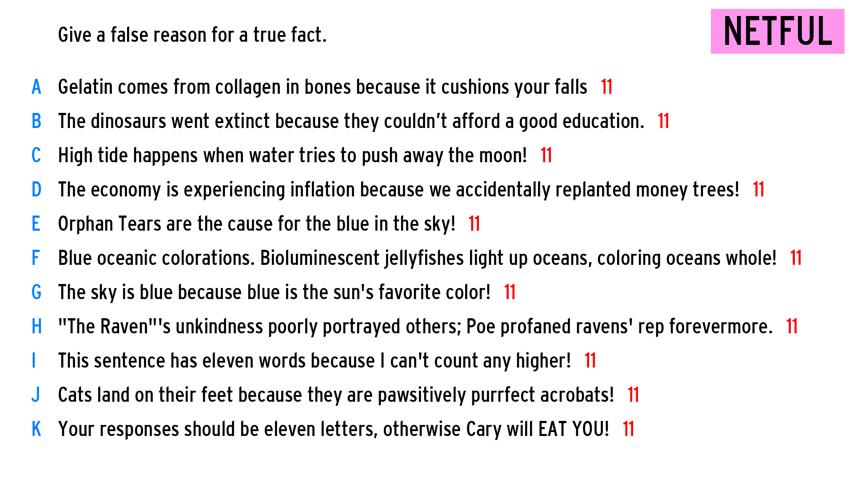 Give a false reason for a true fact.
NETFUL
A Gelatin comes from collagen in bones because it cushions your falls 11
B The dinosaurs went extinct because they couldn’t afford a good education. 11
C High tide happens when water tries to push away the moon! 11
D The economy is experiencing inflation because we accidentally replanted money trees! 11
E Orphan Tears are the cause for the blue in the sky! 11
F Blue oceanic colorations. Bioluminescent jellyfishes light up oceans, coloring oceans whole! 11
G The sky is blue because blue is the sun's favorite color! 11
H "The Raven"'s unkindness poorly portrayed others; Poe profaned ravens' rep forevermore. 11
I This sentence has eleven words because I can't count any higher! 11
J Cats land on their feet because they are pawsitively purrfect acrobats! 11
K Your responses should be eleven letters, otherwise Cary will EAT YOU! 11